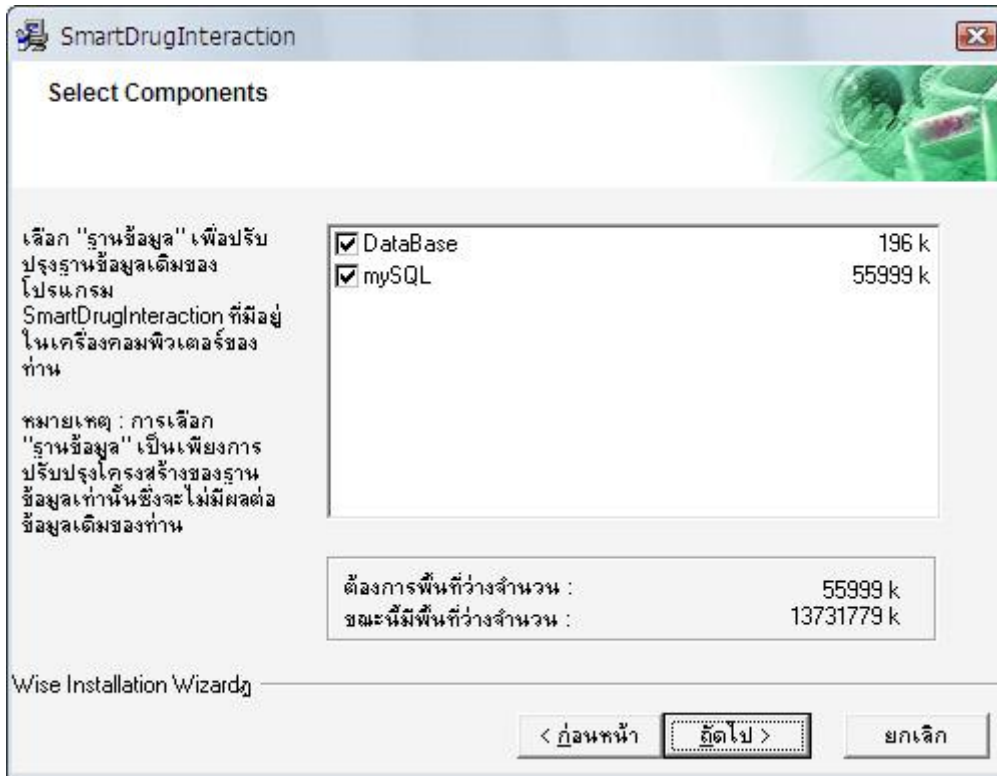 SmartDrugInteraction
Select Components
เลือก "ฐานข้อมูล" เพื่อปรับ
ปรุงฐานข้อมูลเดิมของ
โปรแกรม
SmartDrugInteraction ที่มีอยู่
ในเครื่องคอมพิวเตอร์ของ
ท่าน
หมายเหตุ : การเลือก
"ฐานข้อมูล" เป็นเพียงการ
ปรับปรุงโครงสร้างของฐาน
ข้อมูลเท่านั้นซึ่งจะไม่มีผลต่อ
ข้อมูลเดิมของท่าน
DataBase 196 k
mySQL 55999 k
ต้องการพื้นที่ว่างจำนวน : 55999 k
ขณะนี้มีพื้นที่ว่างจำนวน : 13731779 k
Wise Installation Wizardฎ
< ก่อนหน้า ถัดไป > ยกเลิก